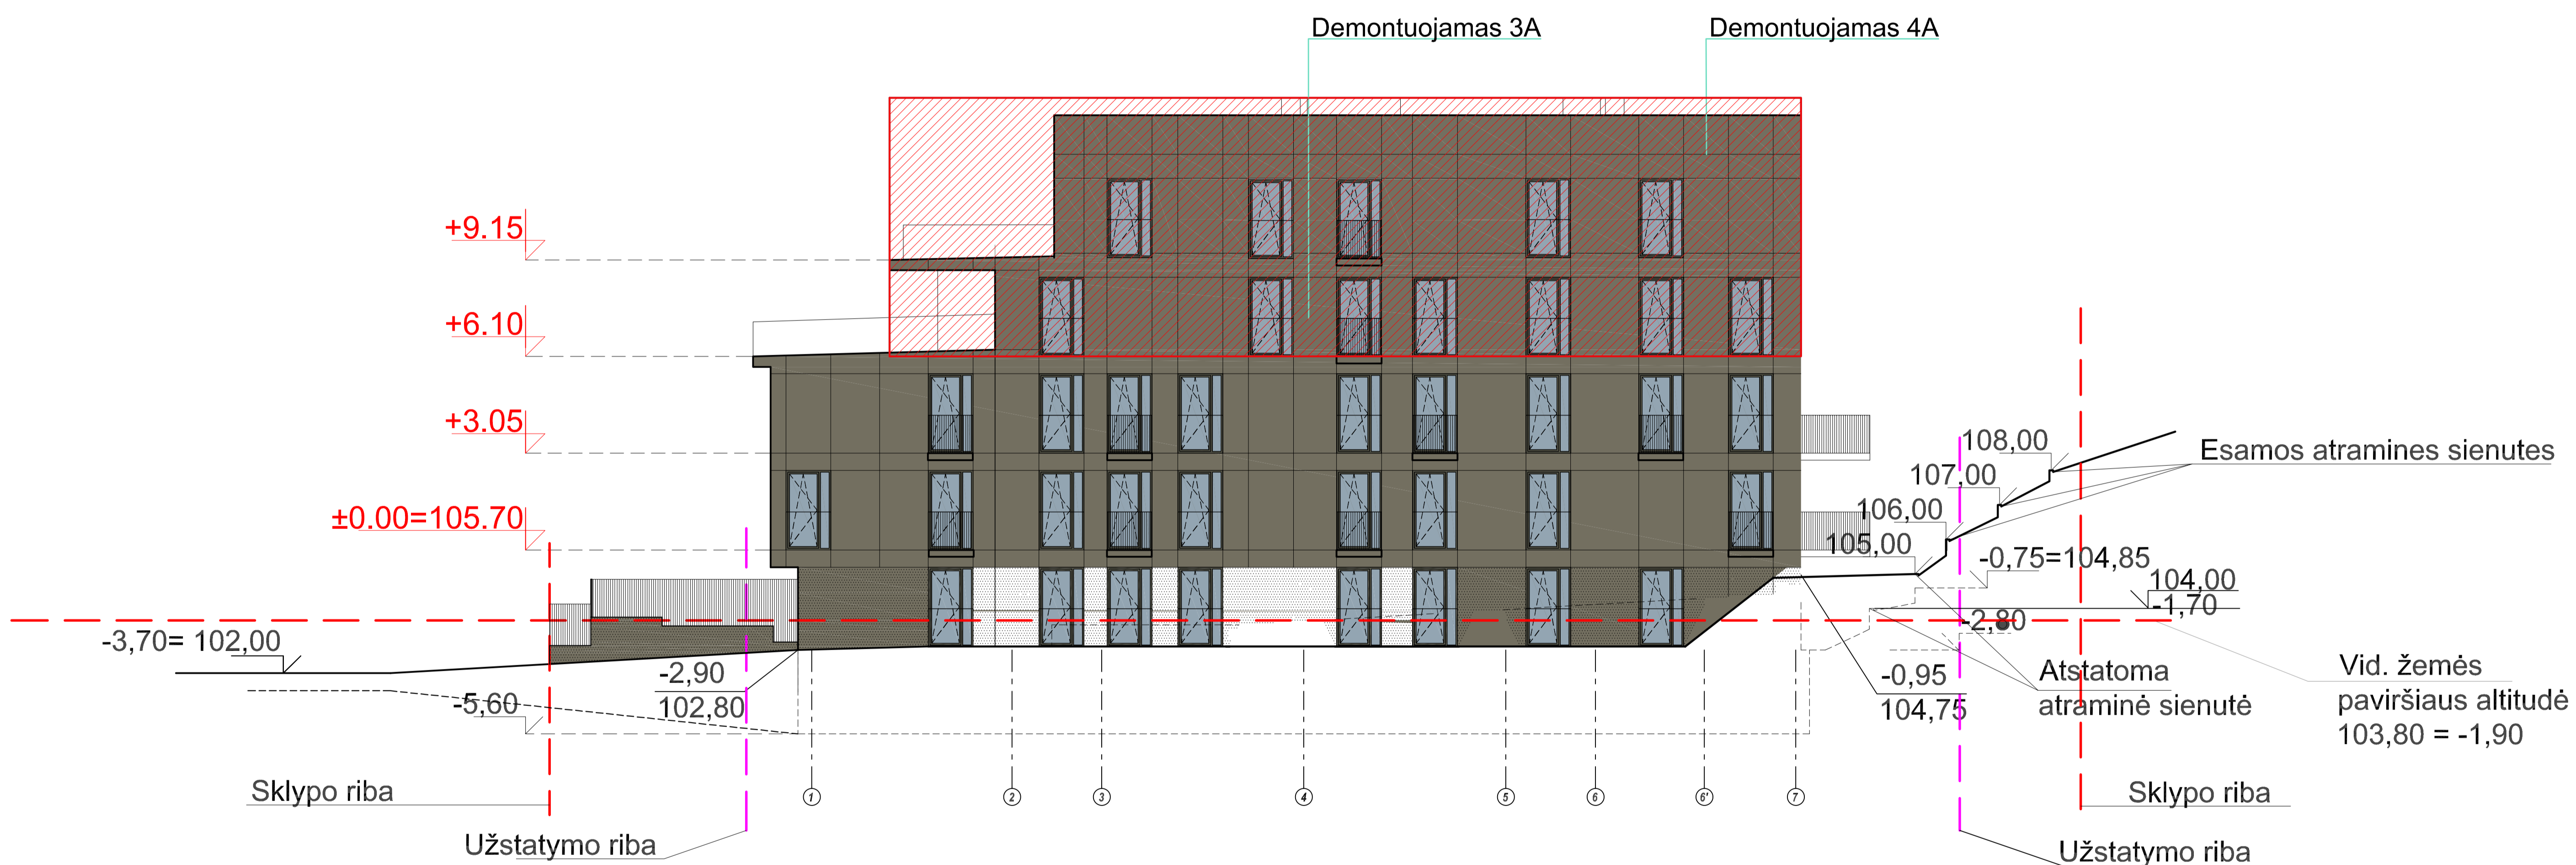 Demontuojamas 3A
Demontuojamas 4A
+9.15
+6.10
+3.05
±0.00=105.70
108,00
107,00
106,00
105,00
Esamos atramines sienutes
-0,75=104,85
104,00
-1,70
-2,80
-3,70= 102,00
-2,90
102,80
-5,60
-0,95
104,75
Atstatoma
atraminė sienutė
Vid. žemės
paviršiaus altitudė
103,80 = -1,90
Sklypo riba
Užstatymo riba
1
2
3
4
5
6
6'
7
Sklypo riba
Užstatymo riba